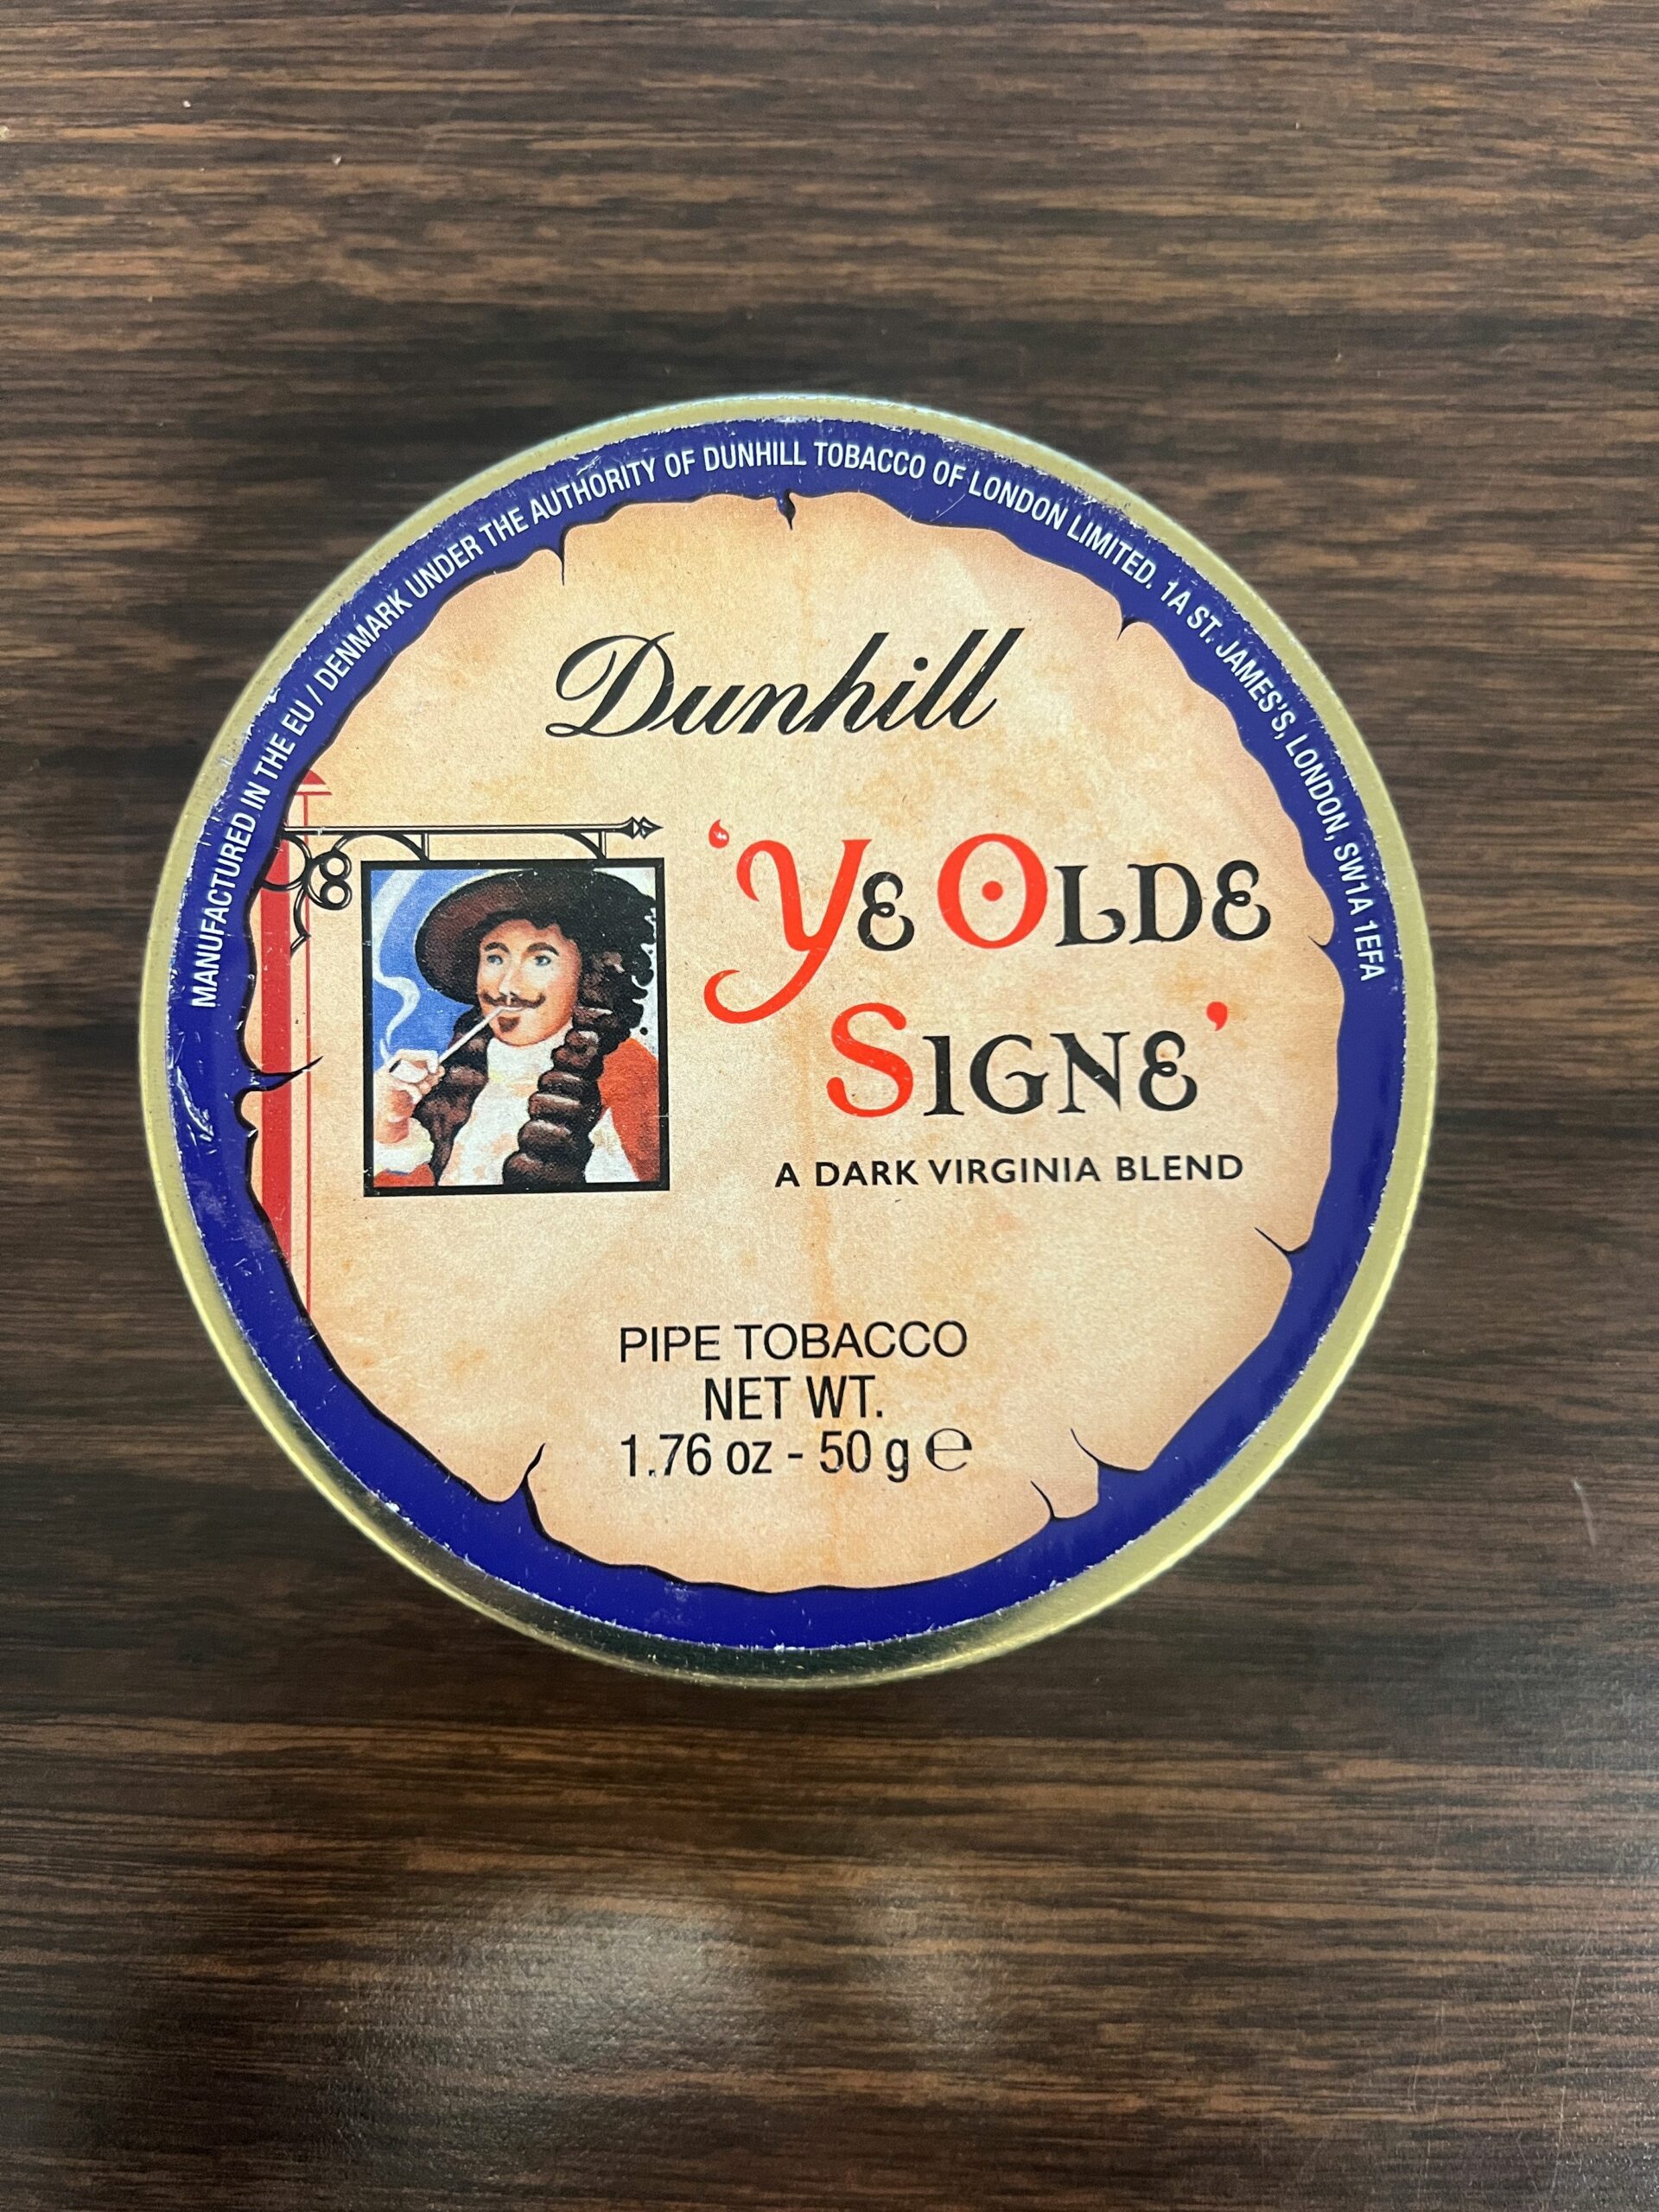 MANUFACTURED IN THE EU / DENMARK UNDER THE AUTHORITY OF DUNHILL TOBACCO OF LONDON LIMITED. 1A ST. JAMES'S, LONDON, SW1A 1EFA
Dunhill
'YE OLDE
SIGNE'
A DARK VIRGINIA BLEND
PIPE TOBACCO
NET WT.
1.76 oz - 50 g ℮